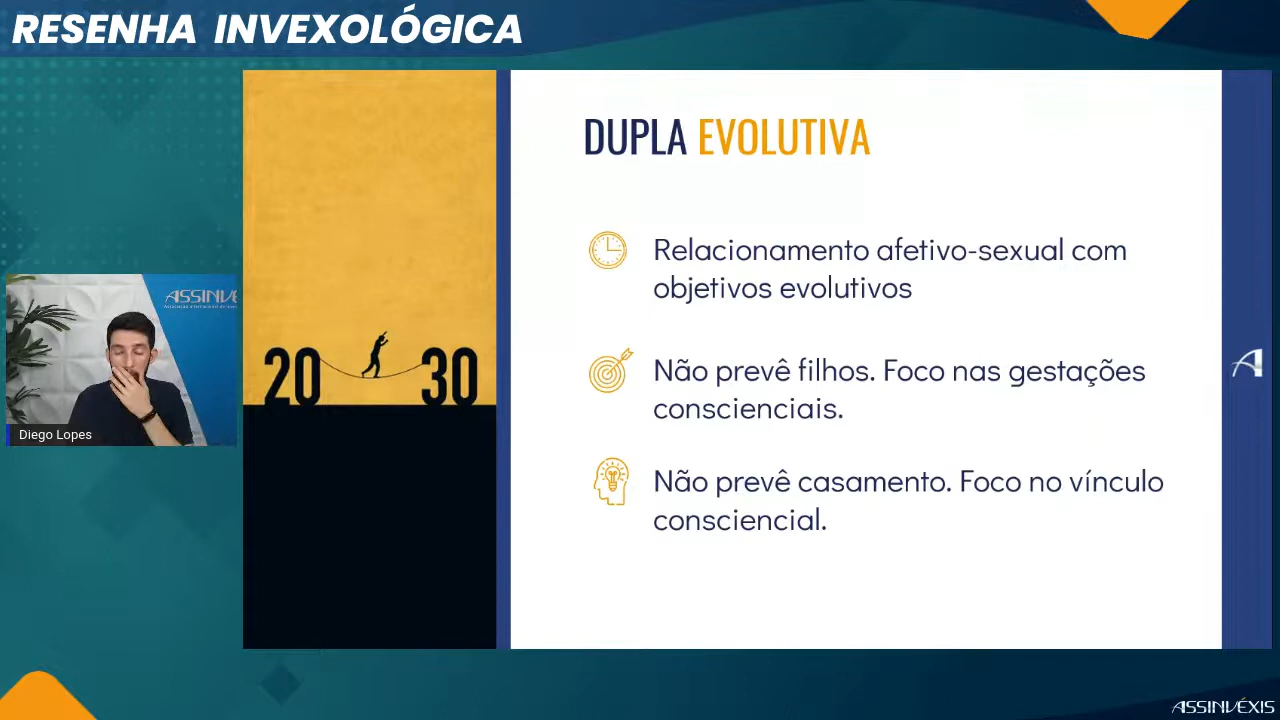 RESENHA INVEXOLÓGICA
DUPLA EVOLUTIVA
Relacionamento afetivo-sexual com
objetivos evolutivos
Não prevê filhos. Foco nas gestações
conscienciais.
Não prevê casamento. Foco no vínculo
consciencial.
20 30
ASSINVÉ
Diego Lopes
A
ASSINVÉXIS